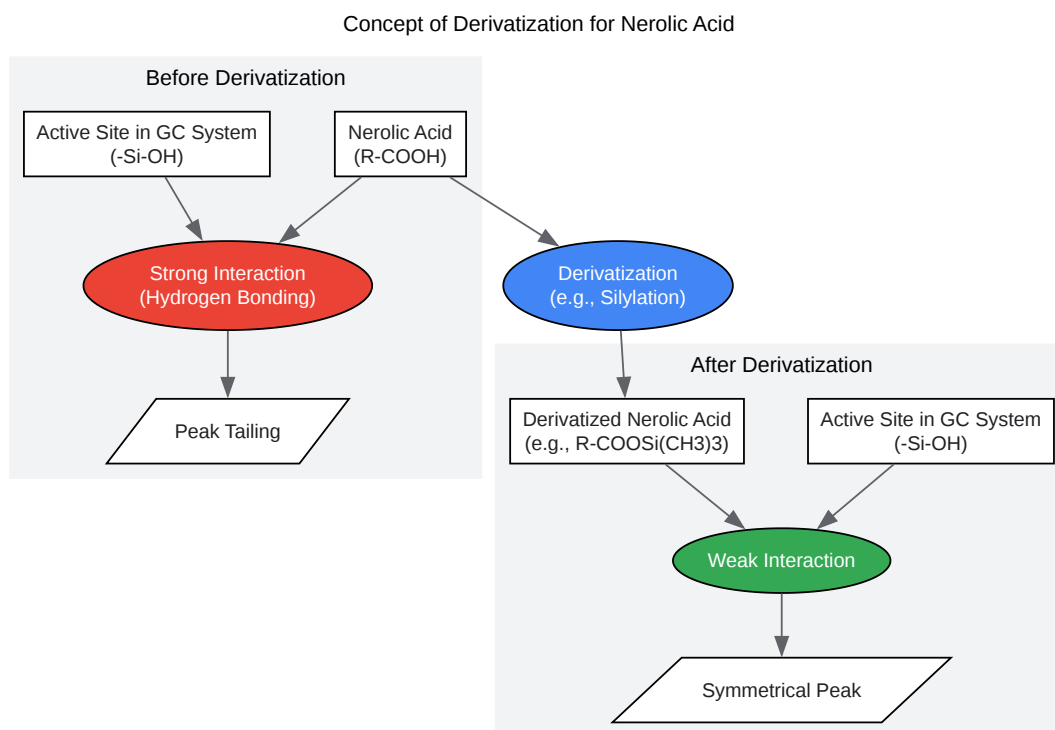 Concept of Derivatization for Nerolic Acid
Before Derivatization
Active Site in GC System
(-Si-OH)
Nerolic Acid
(R-COOH)
Strong Interaction
(Hydrogen Bonding)
Derivatization
(e.g., Silylation)
Peak Tailing
After Derivatization
Derivatized Nerolic Acid
(e.g., R-COOSi(CH3)3)
Active Site in GC System
(-Si-OH)
Weak Interaction
Symmetrical Peak